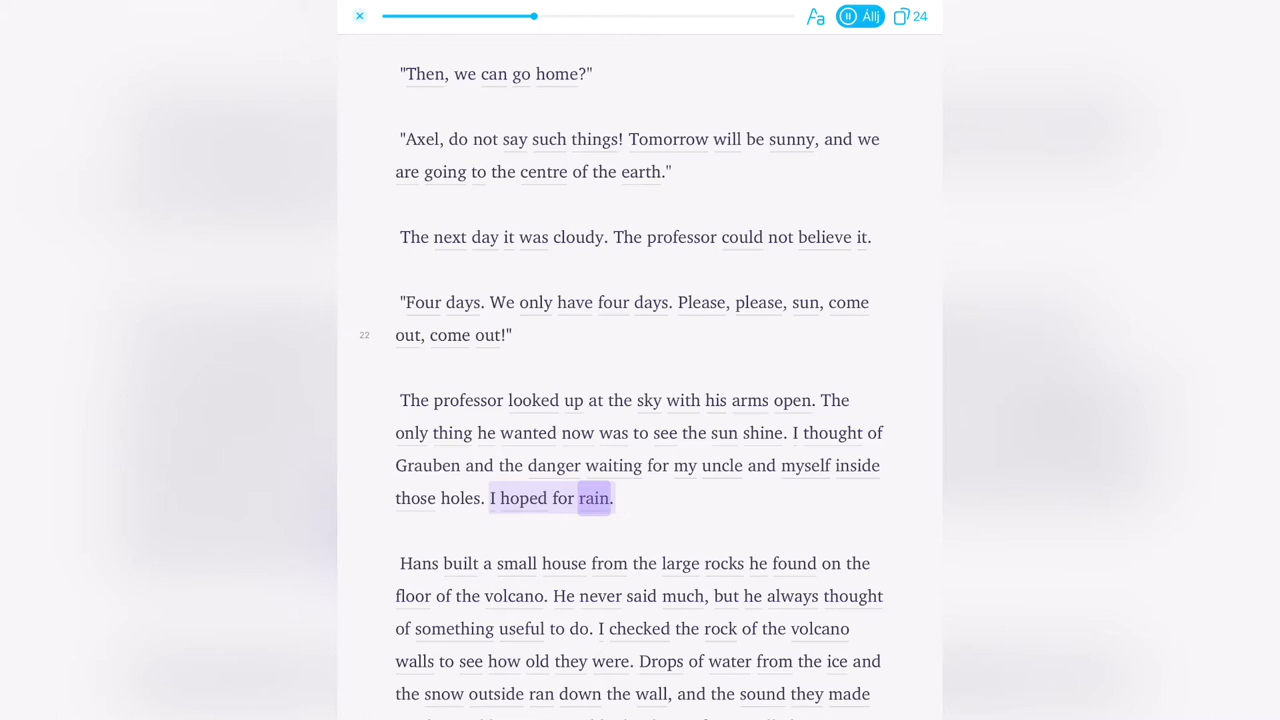 Állj
24
"Then, we can go home?"
"Axel, do not say such things! Tomorrow will be sunny, and we
are going to the centre of the earth."
The next day it was cloudy. The professor could not believe it.
"Four days. We only have four days. Please, please, sun, come
22
out, come out!"
The professor looked up at the sky with his arms open. The
only thing he wanted now was to see the sun shine. I thought of
Grauben and the danger waiting for my uncle and myself inside
those holes. I hoped for rain.
Hans built a small house from the large rocks he found on the
floor of the volcano. He never said much, but he always thought
of something useful to do. I checked the rock of the volcano
walls to see how old they were. Drops of water from the ice and
the snow outside ran down the wall, and the sound they made